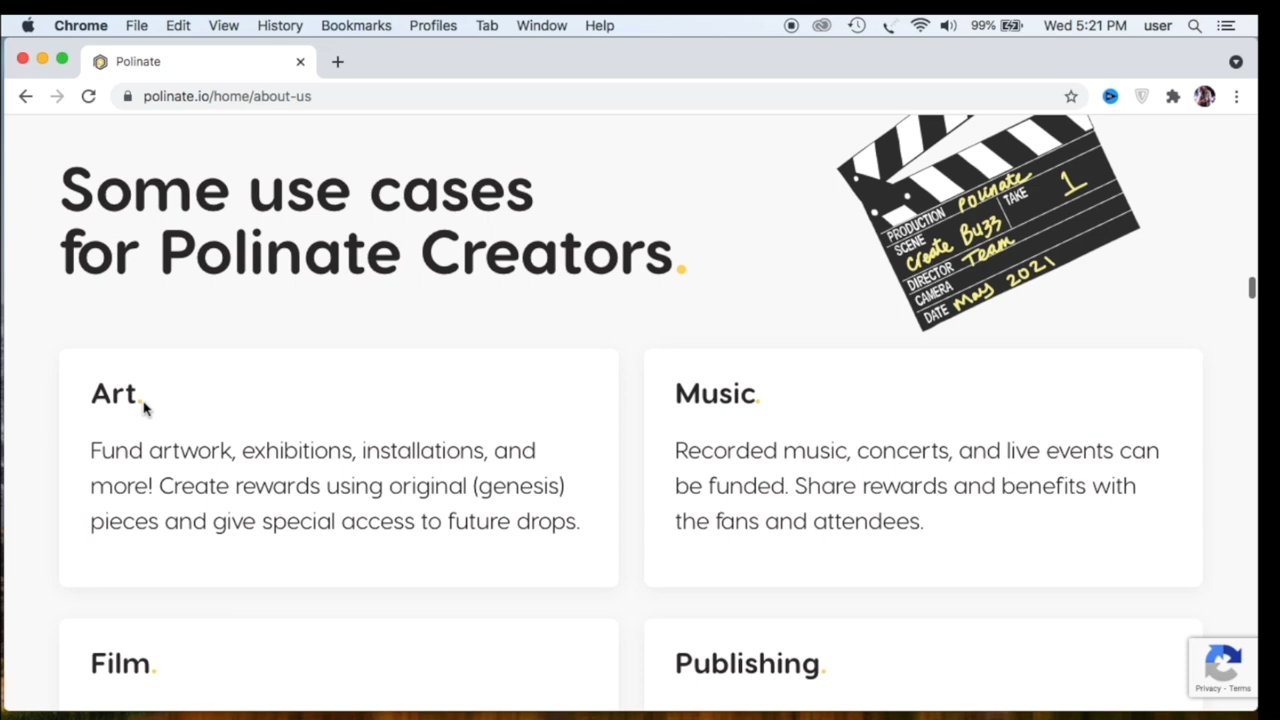 Chrome File Edit View History Bookmarks Profiles Tab Window Help 99% Wed 5:21 PM user
Polinate
polinate.io/home/about-us
Some use cases
for Polinate Creators.
PRODUCTION Polinate
SCENE Create Buzz TAKE 1
DIRECTOR Team
CAMERA
DATE May 2021
Art.
Fund artwork, exhibitions, installations, and
more! Create rewards using original (genesis)
pieces and give special access to future drops.
Music.
Recorded music, concerts, and live events can
be funded. Share rewards and benefits with
the fans and attendees.
Film.
Publishing.
Privacy - Terms